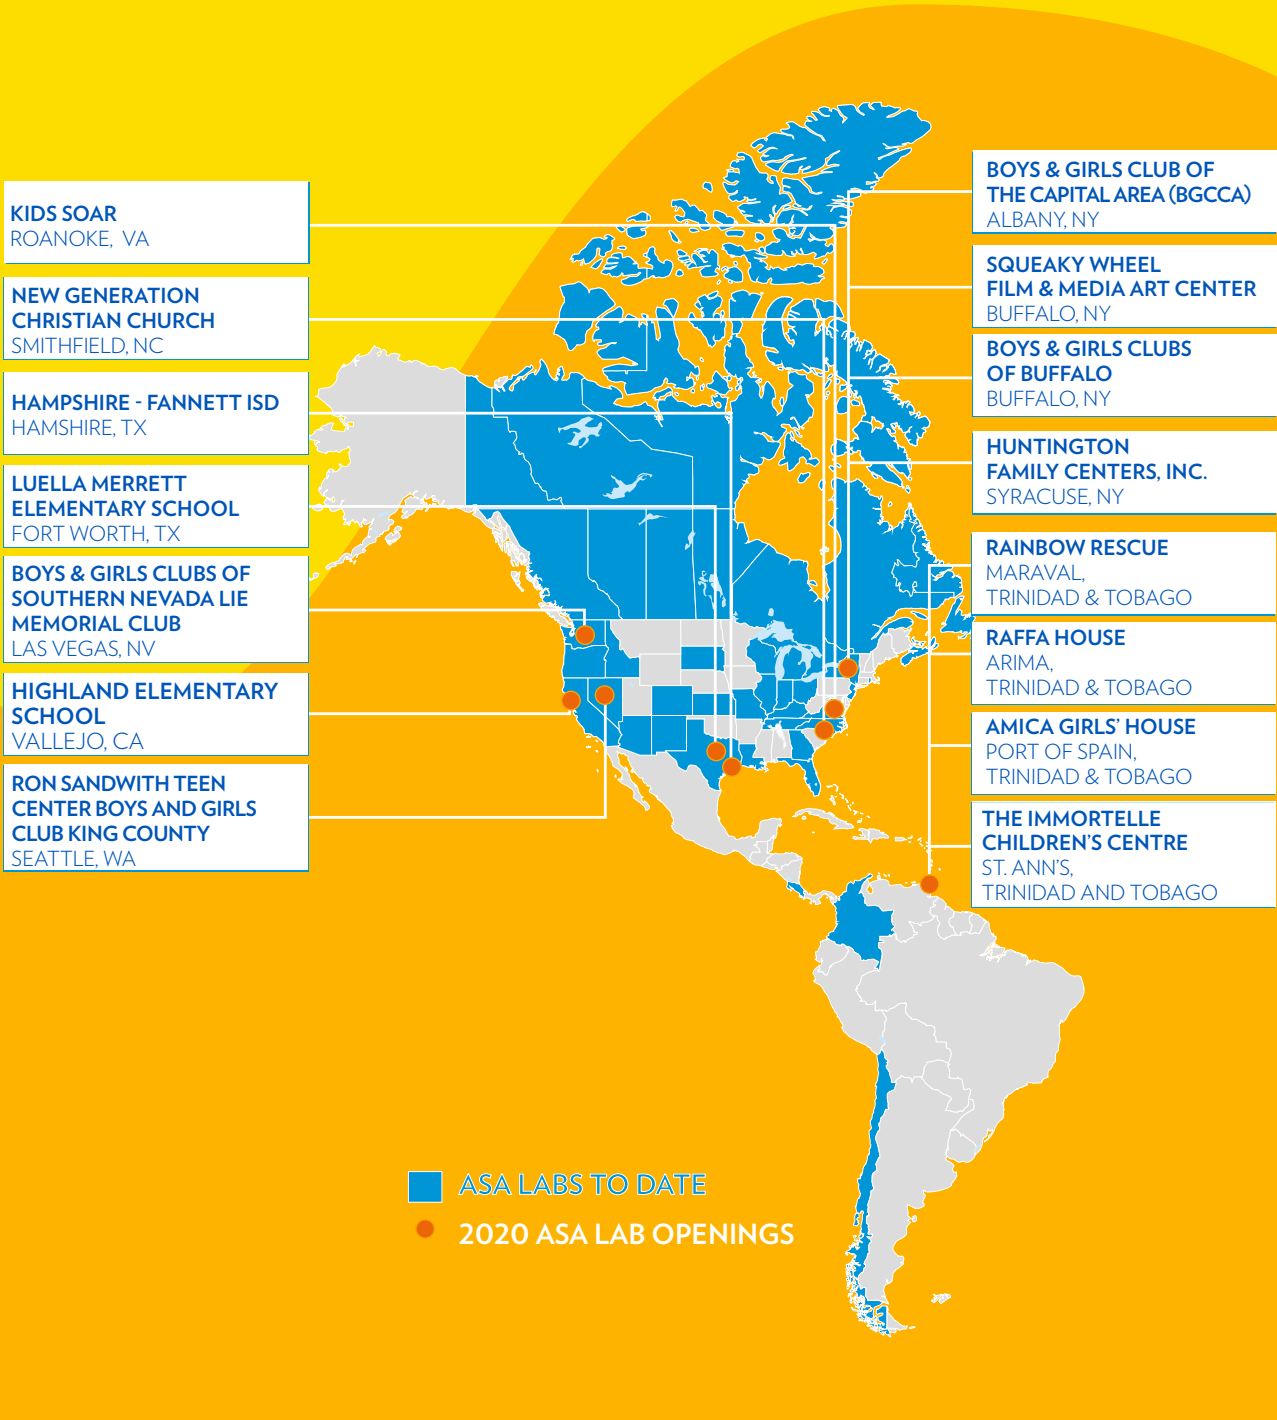 KIDS SOAR
ROANOKE, VA
NEW GENERATION
CHRISTIAN CHURCH
SMITHFIELD, NC
HAMPSHIRE - FANNETT ISD
HAMSHIRE, TX
LUELLA MERRETT
ELEMENTARY SCHOOL
FORT WORTH, TX
BOYS & GIRLS CLUBS OF
SOUTHERN NEVADA LIE
MEMORIAL CLUB
LAS VEGAS, NV
HIGHLAND ELEMENTARY
SCHOOL
VALLEJO, CA
RON SANDWITH TEEN
CENTER BOYS AND GIRLS
CLUB KING COUNTY
SEATTLE, WA
BOYS & GIRLS CLUB OF
THE CAPITAL AREA (BGCCA)
ALBANY, NY
SQUEAKY WHEEL
FILM & MEDIA ART CENTER
BUFFALO, NY
BOYS & GIRLS CLUBS
OF BUFFALO
BUFFALO, NY
HUNTINGTON
FAMILY CENTERS, INC.
SYRACUSE, NY
RAINBOW RESCUE
MARAVAL,
TRINIDAD & TOBAGO
RAFFA HOUSE
ARIMA,
TRINIDAD & TOBAGO
AMICA GIRLS' HOUSE
PORT OF SPAIN,
TRINIDAD & TOBAGO
THE IMMORTELLE
CHILDREN'S CENTRE
ST. ANN'S,
TRINIDAD AND TOBAGO
ASA LABS TO DATE
2020 ASA LAB OPENINGS